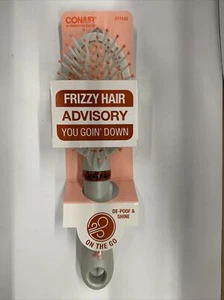 CONAIR
FRIZZY HAIR
ADVISORY
YOU GOIN' DOWN
DE-POOF &
SHINE
ON THE GO